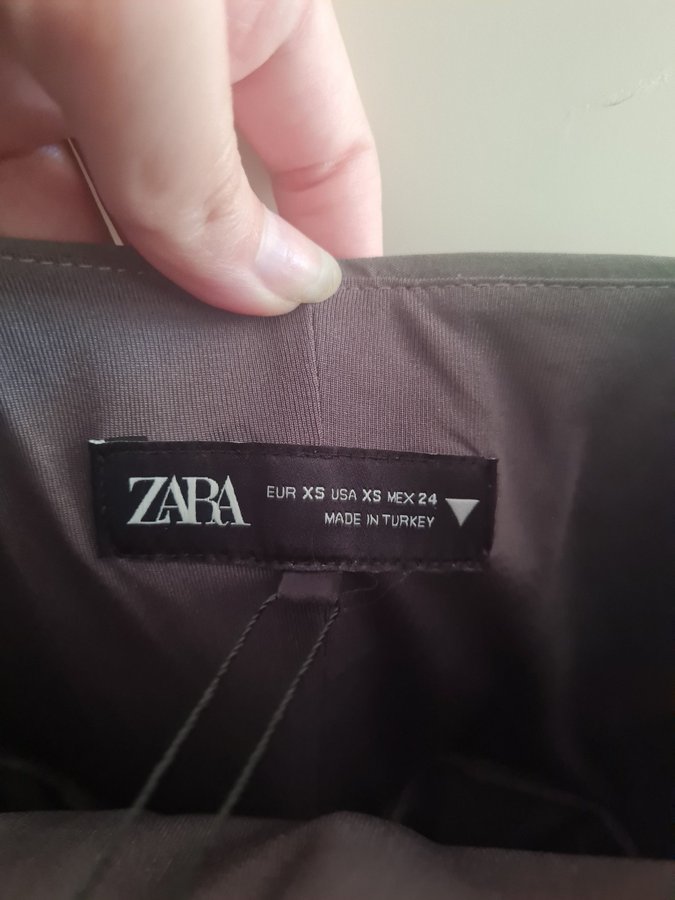 ZARA
EUR XS USA XS MEX 24
MADE IN TURKEY